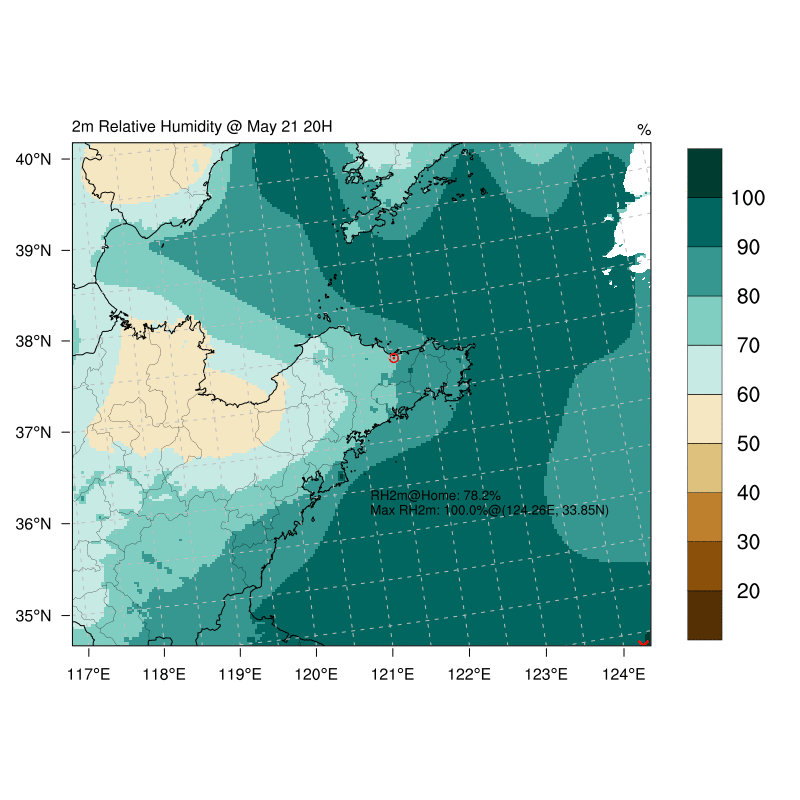 2m Relative Humidity @ May 21 20H
%
40°N
39°N
38°N
37°N
36°N
35°N
117°E
118°E
119°E
120°E
121°E
122°E
123°E
124°E
RH2m@Home: 78.2%
Max RH2m: 100.0%@(124.26E, 33.85N)
100
90
80
70
60
50
40
30
20